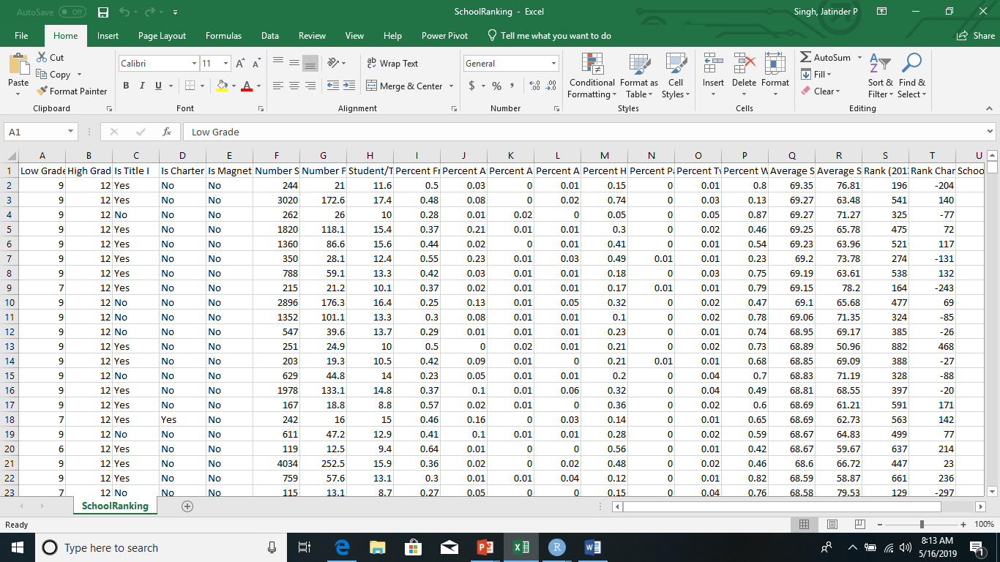 AutoSave Off SchoolRanking - Excel Singh, Jatinder P
File Home Insert Page Layout Formulas Data Review View Help Power Pivot Tell me what you want to do Share
Paste Cut Copy Format Painter Clipboard
Calibri 11 B I U Font
Wrap Text Merge & Center Alignment
General $ % , Number
Conditional Formatting Format as Table Cell Styles Styles
Insert Delete Format Cells
AutoSum Fill Clear Sort & Filter Find & Select Editing
A1 fx Low Grade
A B C D E F G H I J K L M N O P Q R S T U
1 Low Grade High Grad Is Title I Is Charter Is Magnet Number S Number F Student/T Percent Fr Percent A Percent A Percent A Percent H Percent Pa Percent Tw Percent W Average S Average S Rank (201 Rank Char Schoo
2 9 12 Yes No No 244 21 11.6 0.5 0.03 0 0.01 0.15 0 0.01 0.8 69.35 76.81 196 -204
3 9 12 Yes No No 3020 172.6 17.4 0.48 0.08 0 0.02 0.74 0 0.03 0.13 69.27 63.48 541 140
4 9 12 No No No 262 26 10 0.28 0.01 0.02 0 0.05 0 0.05 0.87 69.27 71.27 325 -77
5 9 12 Yes No No 1820 118.1 15.4 0.37 0.21 0.01 0.01 0.3 0 0.02 0.46 69.25 65.78 475 72
6 9 12 Yes No No 1360 86.6 15.6 0.44 0.02 0 0.01 0.41 0 0.01 0.54 69.23 63.96 521 117
7 9 12 Yes No No 350 28.1 12.4 0.55 0.23 0.01 0.03 0.49 0.01 0.01 0.23 69.2 73.78 274 -131
8 9 12 Yes No No 788 59.1 13.3 0.42 0.03 0.01 0.01 0.18 0 0.03 0.75 69.19 63.61 538 132
9 7 12 Yes No No 215 21.2 10.1 0.37 0.02 0.01 0.01 0.17 0.01 0.01 0.79 69.15 78.2 164 -243
10 9 12 No No No 2896 176.3 16.4 0.25 0.13 0.01 0.05 0.32 0 0.02 0.47 69.1 65.68 477 69
11 9 12 No No No 1352 101.1 13.3 0.3 0.08 0.01 0.01 0.1 0 0.02 0.78 69.06 71.35 324 -85
12 9 12 No No No 547 39.6 13.7 0.29 0.01 0.01 0.01 0.23 0 0.01 0.74 68.95 69.17 385 -26
13 9 12 Yes No No 251 24.9 10 0.5 0 0.02 0.01 0.21 0 0.02 0.73 68.89 50.96 882 468
14 9 12 Yes No No 203 19.3 10.5 0.42 0.09 0.01 0 0.21 0.01 0.01 0.68 68.85 69.09 388 -27
15 9 12 No No No 629 44.8 14 0.23 0.05 0.01 0.01 0.2 0 0.04 0.7 68.83 71.19 328 -88
16 9 12 Yes No No 1978 133.1 14.8 0.37 0.1 0.01 0.06 0.32 0 0.04 0.49 68.81 68.55 397 -20
17 9 12 Yes No No 167 18.8 8.8 0.57 0.02 0.01 0 0.36 0 0.02 0.6 68.69 61.21 591 171
18 7 12 Yes Yes No 242 16 15 0.46 0.16 0 0.03 0.14 0 0.01 0.65 68.69 62.73 563 142
19 9 12 No No No 611 47.2 12.9 0.41 0.1 0.01 0.01 0.28 0 0.02 0.59 68.67 64.83 499 77
20 6 12 Yes No No 119 12.5 9.4 0.64 0.01 0 0 0.56 0 0.01 0.42 68.67 59.67 637 214
21 9 12 Yes No No 4034 252.5 15.9 0.36 0.02 0 0.02 0.48 0 0.02 0.46 68.6 66.72 447 23
22 9 12 Yes No No 759 57.6 13.1 0.3 0.01 0.01 0.04 0.12 0 0.01 0.82 68.59 58.87 661 236
23 7 12 No No No 115 13.1 8.7 0.27 0.05 0 0 0.15 0 0.04 0.76 68.58 79.53 129 -297
SchoolRanking
Ready 100%
Type here to search 8:13 AM
5/16/2019